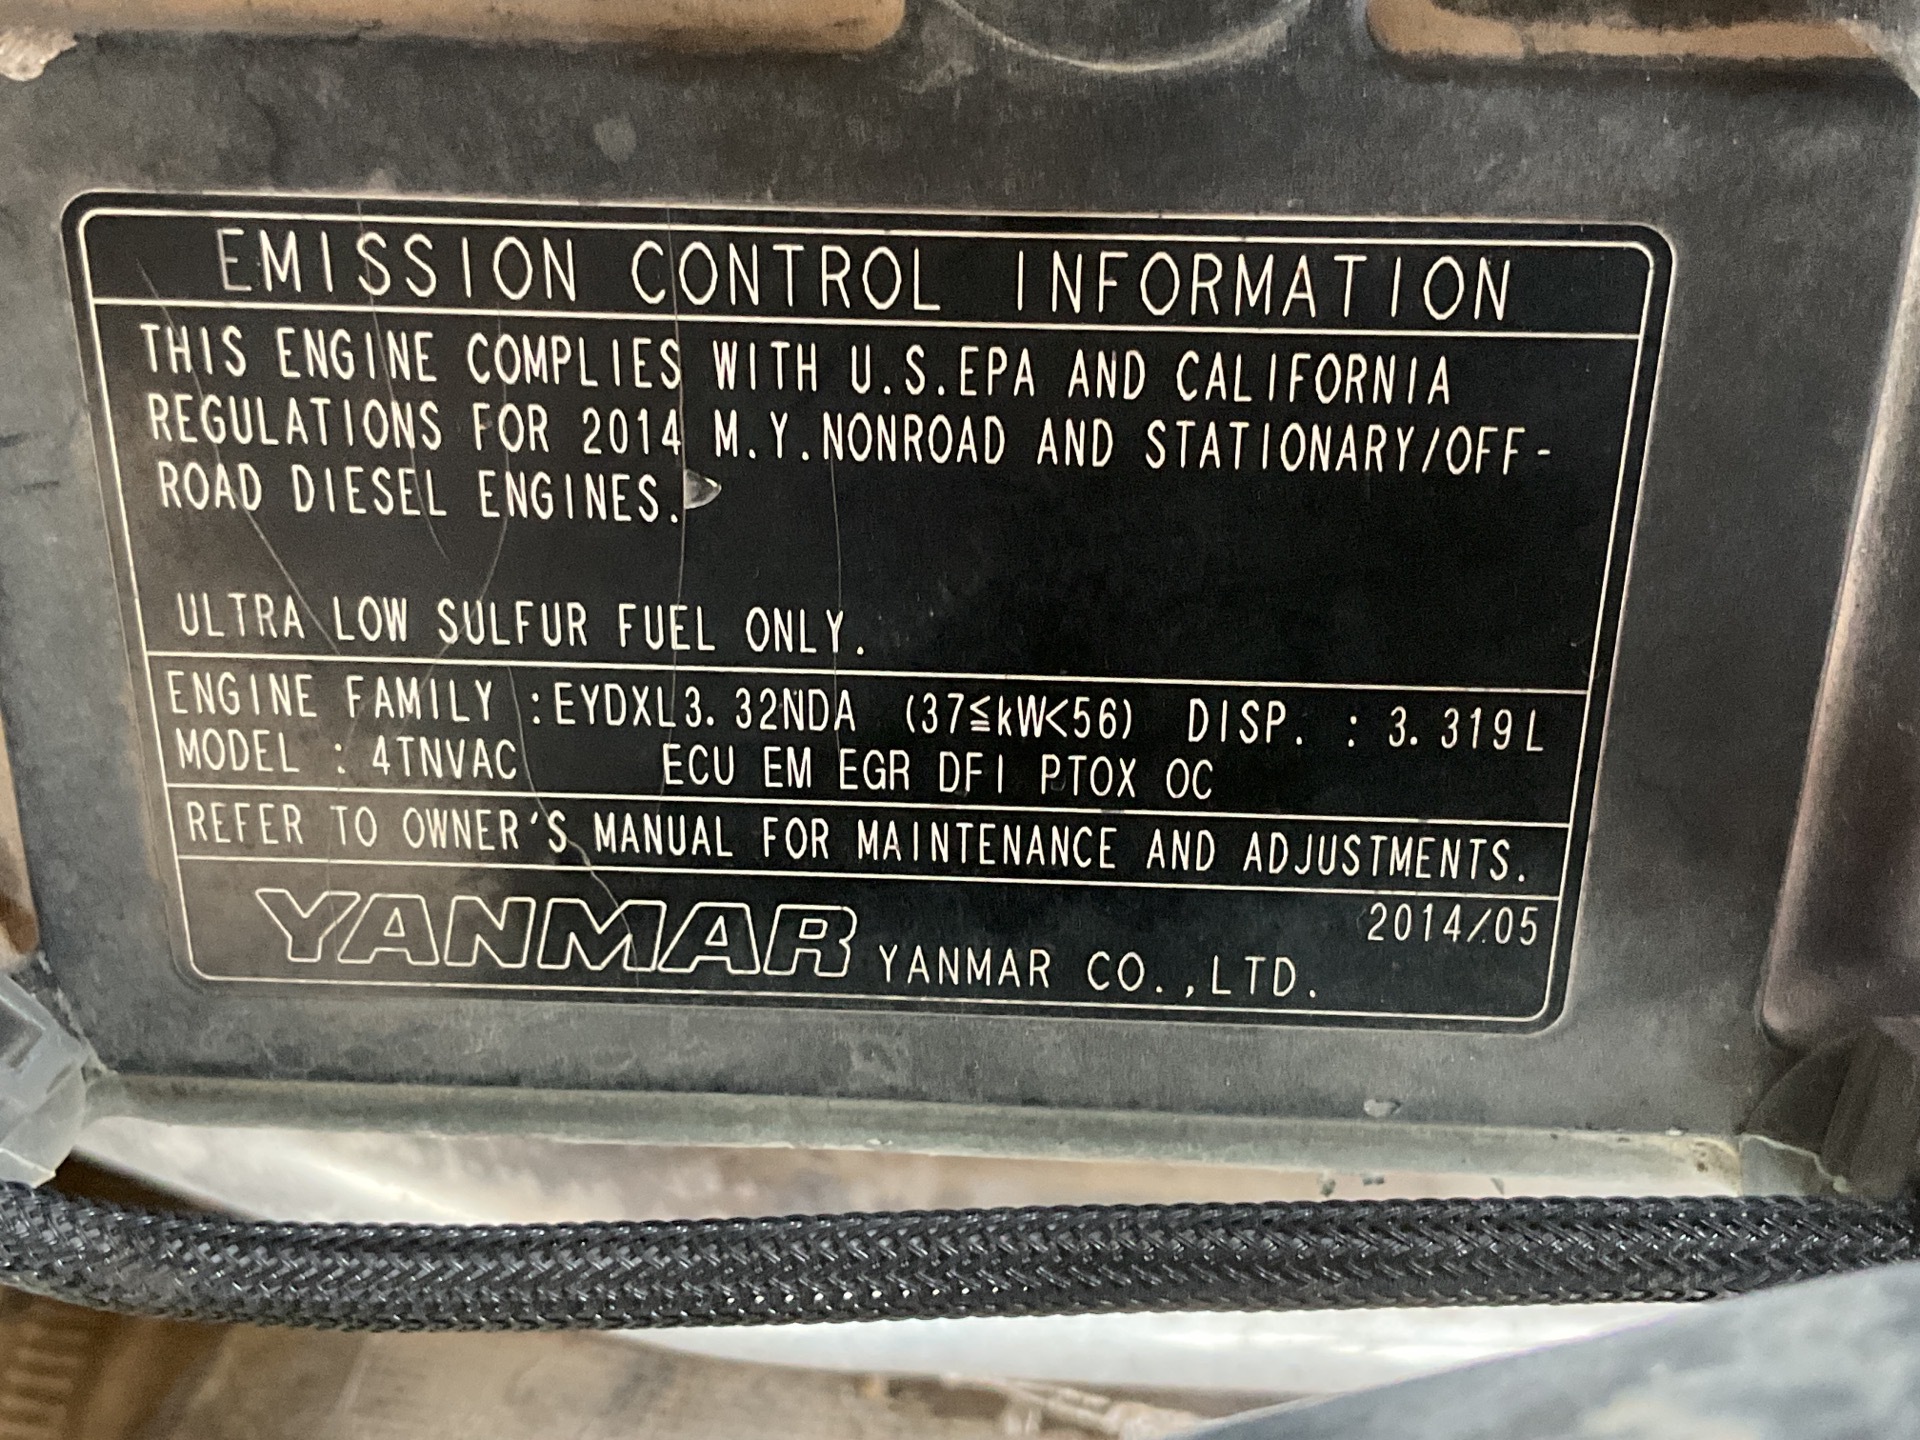 EMISSION CONTROL INFORMATION
THIS ENGINE COMPLIES WITH U.S.EPA AND CALIFORNIA
REGULATIONS FOR 2014 M.Y.NONROAD AND STATIONARY/OFF-
ROAD DIESEL ENGINES.
ULTRA LOW SULFUR FUEL ONLY.
ENGINE FAMILY :EYDXL3.32NDA (37≦kW<56) DISP. : 3.319L
MODEL : 4TNVAC ECU EM EGR DFI PTOX OC
REFER TO OWNER'S MANUAL FOR MAINTENANCE AND ADJUSTMENTS.
2014/05
YANMAR YANMAR CO.,LTD.